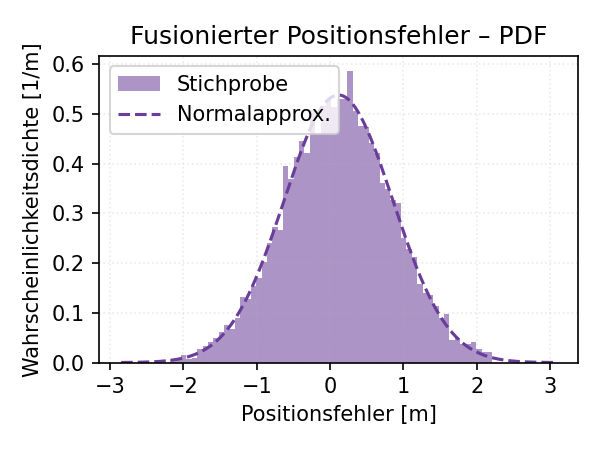 Fusionierter Positionsfehler – PDF
Wahrscheinlichkeitsdichte [1/m]
0.6
0.5
0.4
0.3
0.2
0.1
0.0
Stichprobe
Normalapprox.
−3
−2
−1
0
1
2
3
Positionsfehler [m]